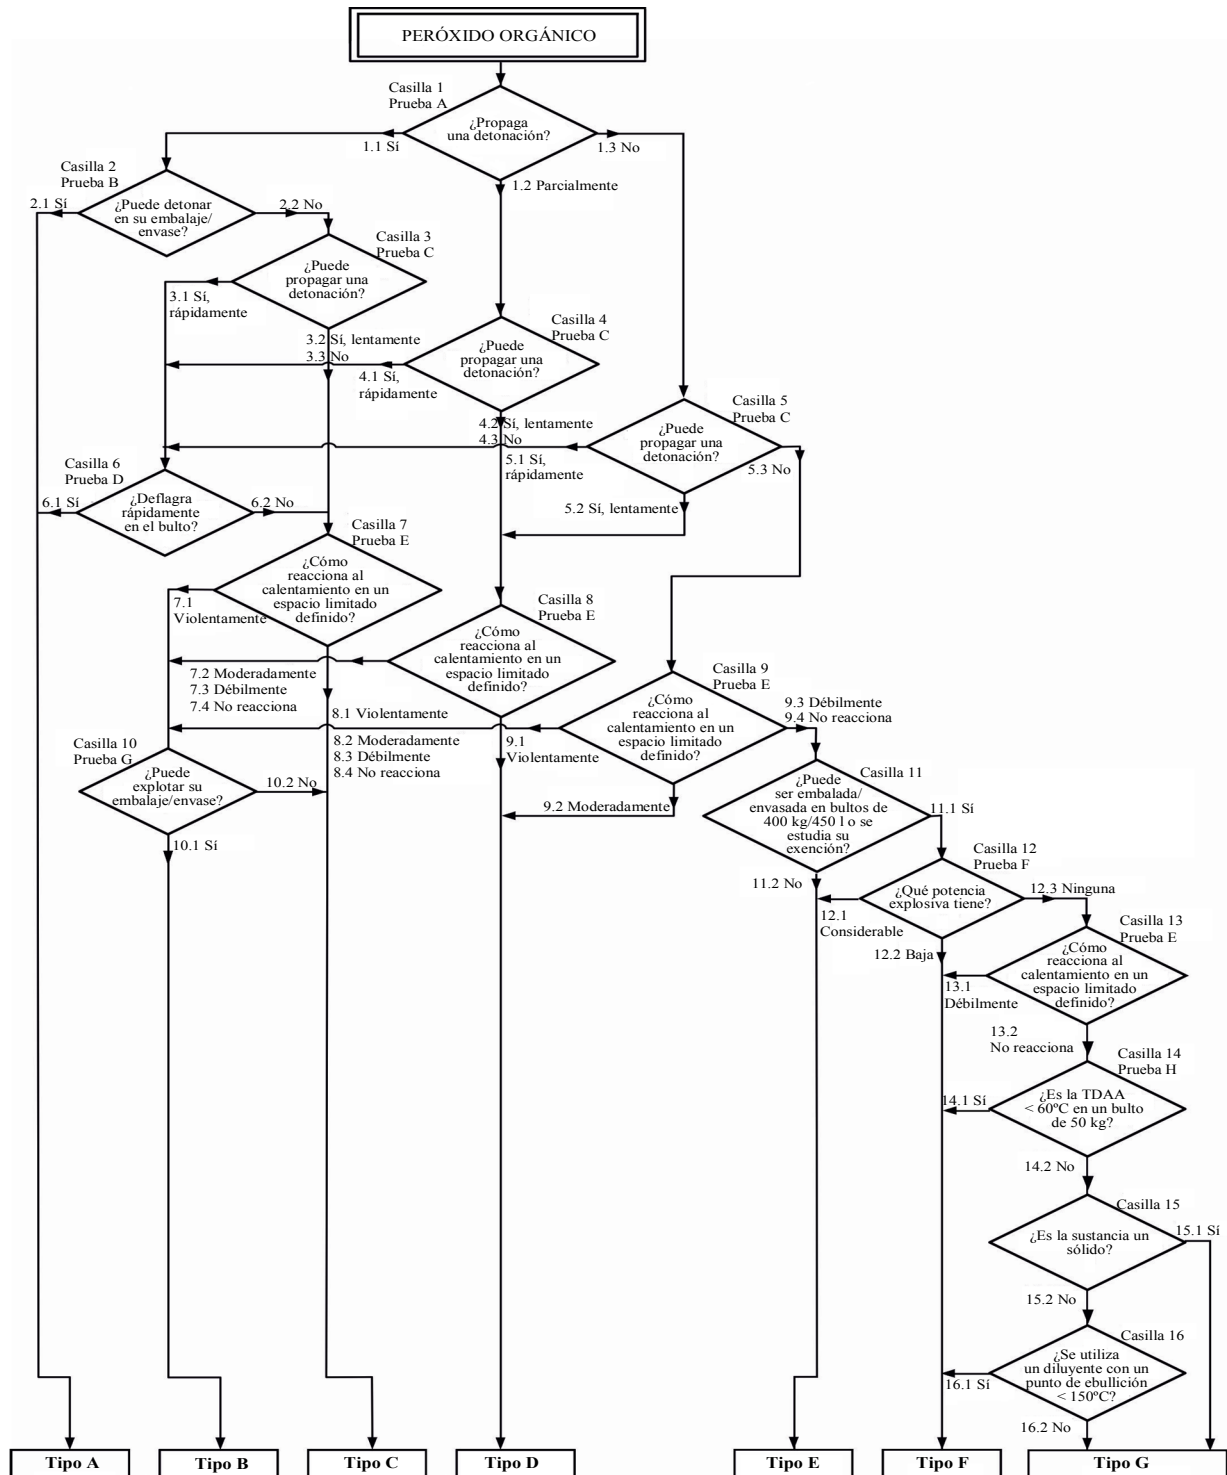 PERÓXIDO ORGÁNICO
Casilla 1
Prueba A
¿Propaga
una detonación?
1.1 Sí
1.3 No
1.2 Parcialmente
Casilla 2
Prueba B
¿Puede detonar
en su embalaje/
envase?
2.1 Sí
2.2 No
Casilla 3
Prueba C
¿Puede
propagar una
detonación?
3.1 Sí,
rápidamente
3.2 Sí, lentamente
3.3 No
Casilla 4
Prueba C
¿Puede
propagar una
detonación?
4.1 Sí,
rápidamente
4.2 Sí, lentamente
4.3 No
Casilla 5
Prueba C
¿Puede
propagar una
detonación?
5.1 Sí,
rápidamente
5.3 No
5.2 Sí, lentamente
Casilla 6
Prueba D
¿Deflagra
rápidamente
en el bulto?
6.1 Sí
6.2 No
Casilla 7
Prueba E
¿Cómo
reacciona al
calentamiento en un
espacio limitado
definido?
7.1
Violentamente
7.2 Moderadamente
7.3 Débilmente
7.4 No reacciona
Casilla 8
Prueba E
¿Cómo
reacciona al
calentamiento en un
espacio limitado
definido?
8.1 Violentamente
8.2 Moderadamente
8.3 Débilmente
8.4 No reacciona
Casilla 9
Prueba E
¿Cómo
reacciona al
calentamiento en un
espacio limitado
definido?
9.1
Violentamente
9.2 Moderadamente
9.3 Débilmente
9.4 No reacciona
Casilla 10
Prueba G
¿Puede
explotar su
embalaje/envase?
10.2 No
10.1 Sí
Casilla 11
¿Puede
ser embalada/
envasada en bultos de
400 kg/450 l o se
estudia su
exención?
11.1 Sí
11.2 No
Casilla 12
Prueba F
¿Qué potencia
explosiva tiene?
12.1
Considerable
12.2 Baja
12.3 Ninguna
Casilla 13
Prueba E
¿Cómo
reacciona al
calentamiento en un
espacio limitado
definido?
13.1
Débilmente
13.2
No reacciona
Casilla 14
Prueba H
¿Es la TDAA
< 60ºC en un bulto
de 50 kg?
14.1 Sí
14.2 No
Casilla 15
¿Es la sustancia un
sólido?
15.1 Sí
15.2 No
Casilla 16
¿Se utiliza
un diluyente con un
punto de ebullición
< 150ºC?
16.1 Sí
16.2 No
Tipo A
Tipo B
Tipo C
Tipo D
Tipo E
Tipo F
Tipo G